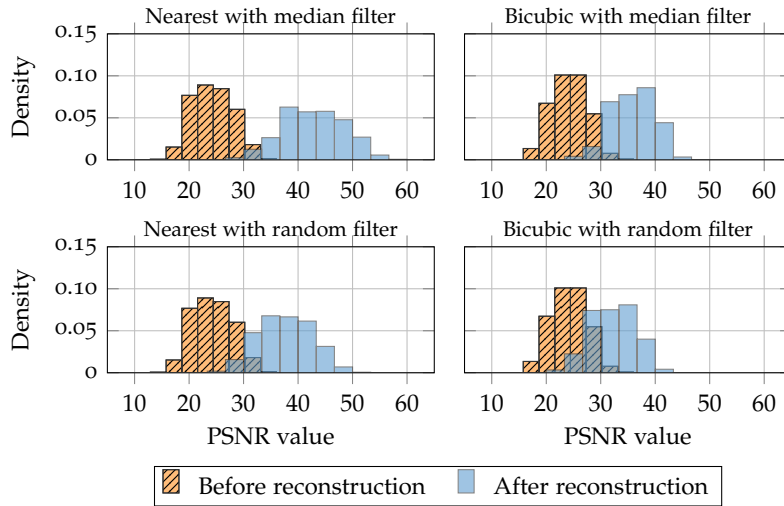 Nearest with median filter
Bicubic with median filter
0.15
0.10
0.05
0
Density
10 20 30 40 50 60
10 20 30 40 50 60
Nearest with random filter
Bicubic with random filter
0.15
0.10
0.05
0
Density
10 20 30 40 50 60
10 20 30 40 50 60
PSNR value
PSNR value
Before reconstruction
After reconstruction